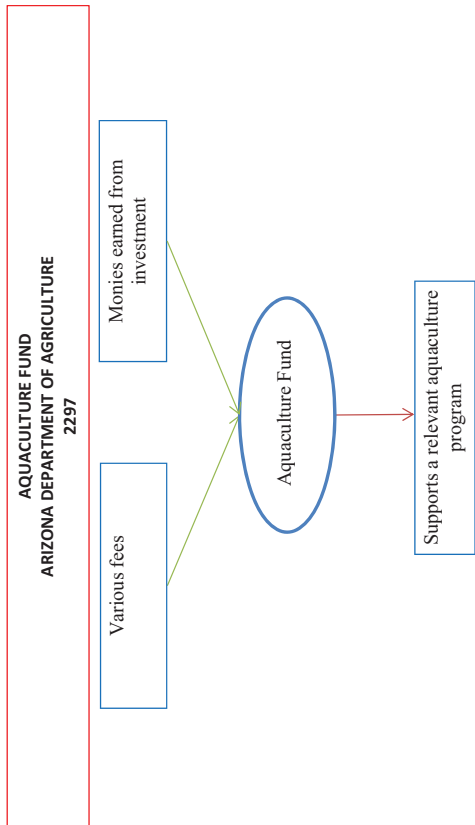 AQUACULTURE FUND
ARIZONA DEPARTMENT OF AGRICULTURE
2297
Various fees
Monies earned from
investment
Aquaculture Fund
Supports a relevant aquaculture
program